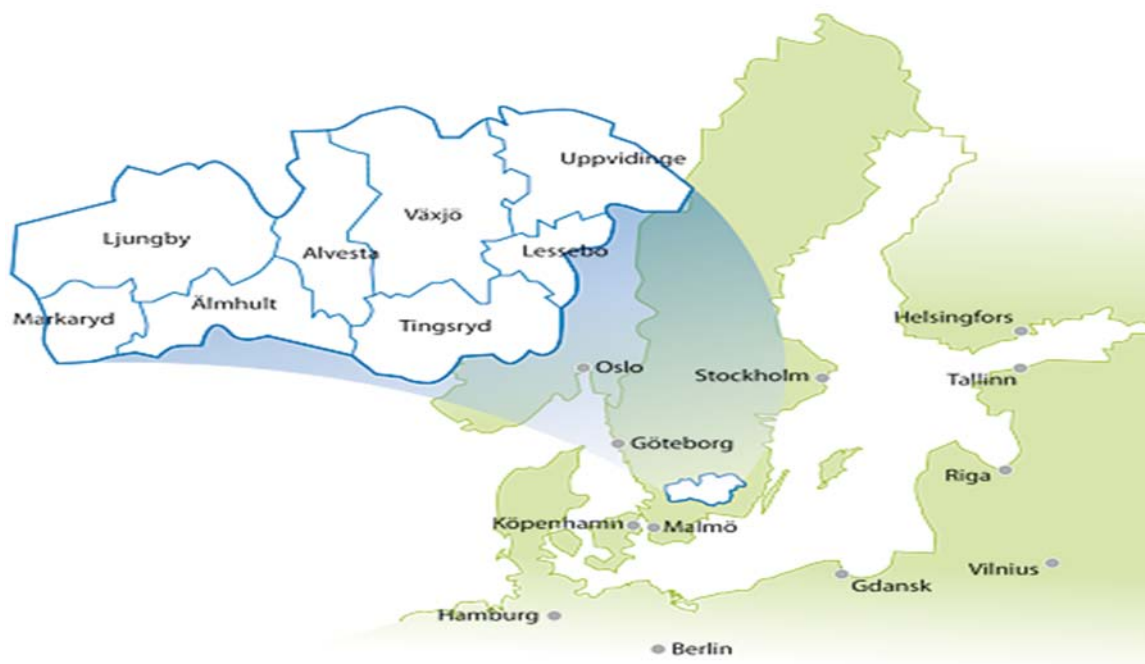 Uppvidinge
Växjö
Ljungby
Alvesta
Lessebo
Älmhult
Markaryd
Tingsryd
Helsingfors
Oslo
Stockholm
Tallinn
Göteborg
Riga
Köpenhamn
Malmö
Vilnius
Gdansk
Hamburg
Berlin